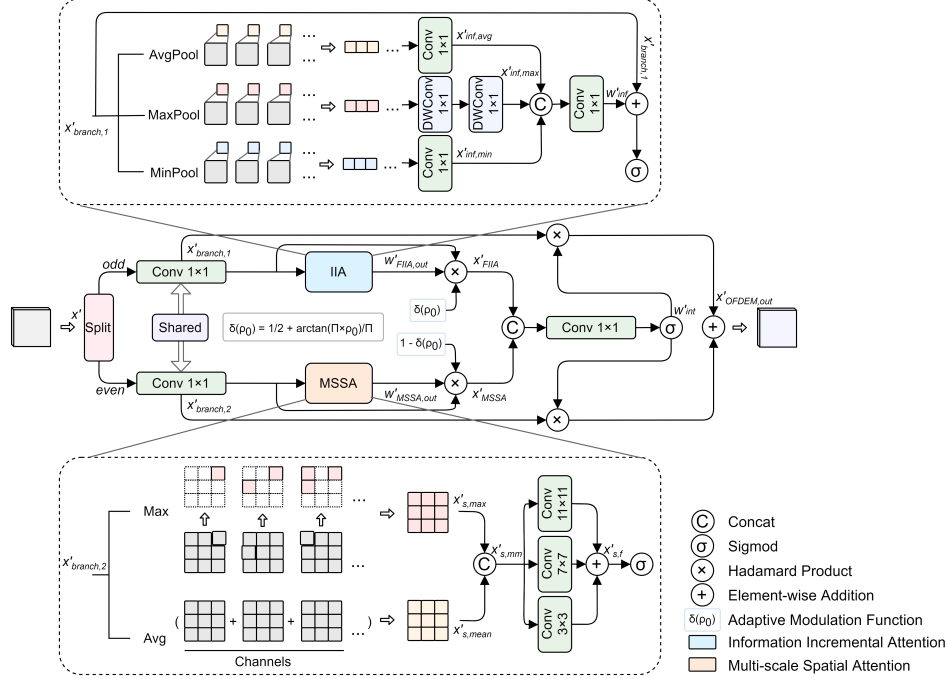 AvgPool
MaxPool
MinPool
x'branch,1
...
...
...
...
...
...
Conv
1×1
DWConv
1×1
DWConv
1×1
Conv
1×1
x'inf,avg
x'inf,max
x'inf,min
C
Conv
1×1
w'inf
+
x'branch,1
σ
x'
Split
odd
even
Conv 1×1
x'branch,1
Shared
Conv 1×1
x'branch,2
δ(ρ0) = 1/2 + arctan(Π×ρ0)/Π
IIA
MSSA
w'FIIA,out
w'MSSA,out
×
δ(ρ0)
1 - δ(ρ0)
×
x'FIIA
x'MSSA
C
Conv 1×1
σ
w'int
×
×
+
x'OFDEM,out
x'branch,2
Max
Avg
...
...
( + + + ... )
Channels
x's,max
x's,mean
C
x's,mm
Conv
11×11
Conv
7×7
Conv
3×3
+
x's,f
σ
C Concat
σ Sigmod
× Hadamard Product
+ Element-wise Addition
δ(ρ0) Adaptive Modulation Function
Information Incremental Attention
Multi-scale Spatial Attention